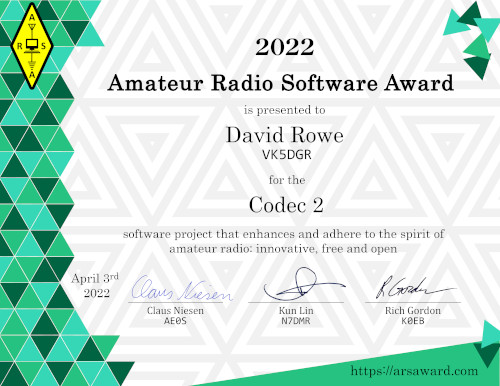 A
R S
A
2022
Amateur Radio Software Award
is presented to
David Rowe
VK5DGR
for the
Codec 2
software project that enhances and adhere to the spirit of
amateur radio: innovative, free and open
April 3rd
2022
Claus Niesen
R Gordon
Claus Niesen
Kun Lin
Rich Gordon
AE0S
N7DMR
K0EB
https://arsaward.com